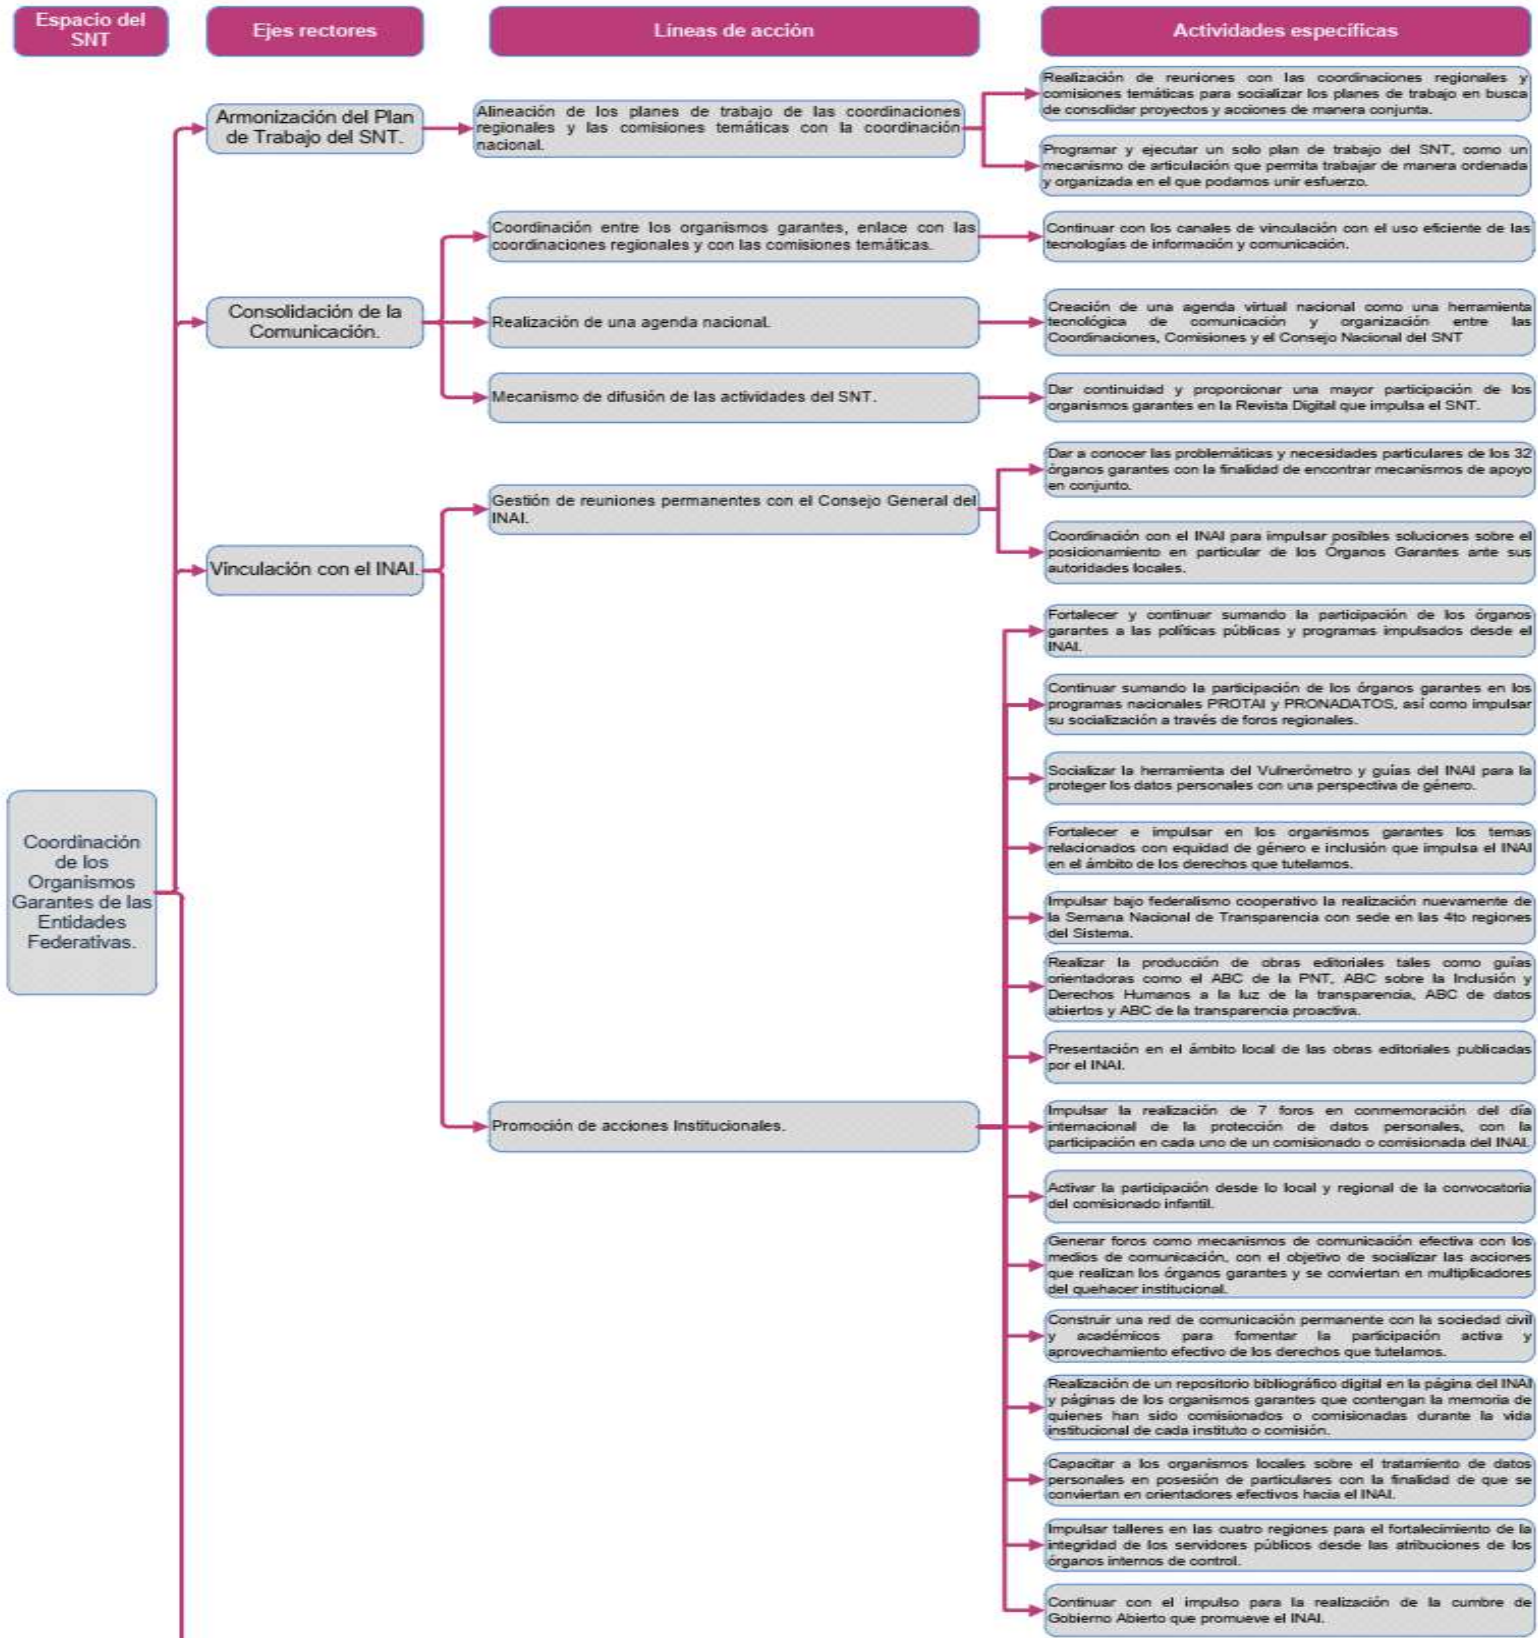 Espacio del
SNT
Ejes rectores
Líneas de acción
Actividades específicas
Coordinación
de los
Organismos
Garantes de las
Entidades
Federativas.
Armonización del Plan
de Trabajo del SNT.
Alineación de los planes de trabajo de las coordinaciones
regionales y las comisiones temáticas con la coordinación
nacional.
Realización de reuniones con las coordinaciones regionales y
comisiones temáticas para socializar los planes de trabajo en busca
de consolidar proyectos y acciones de manera conjunta.
Programar y ejecutar un solo plan de trabajo del SNT, como un
mecanismo de articulación que permita trabajar de manera ordenada
y organizada en el que podamos unir esfuerzo.
Consolidación de la
Comunicación.
Coordinación entre los organismos garantes, enlace con las
coordinaciones regionales y con las comisiones temáticas.
Continuar con los canales de vinculación con el uso eficiente de las
tecnologías de información y comunicación.
Realización de una agenda nacional.
Creación de una agenda virtual nacional como una herramienta
tecnológica de comunicación y organización entre las
Coordinaciones, Comisiones y el Consejo Nacional del SNT
Mecanismo de difusión de las actividades del SNT.
Dar continuidad y proporcionar una mayor participación de los
organismos garantes en la Revista Digital que impulsa el SNT.
Vinculación con el INAI.
Gestión de reuniones permanentes con el Consejo General del
INAI.
Dar a conocer las problemáticas y necesidades particulares de los 32
órganos garantes con la finalidad de encontrar mecanismos de apoyo
en conjunto.
Coordinación con el INAI para impulsar posibles soluciones sobre el
posicionamiento en particular de los Órganos Garantes ante sus
autoridades locales.
Promoción de acciones Institucionales.
Fortalecer y continuar sumando la participación de los órganos
garantes a las políticas públicas y programas impulsados desde el
INAI.
Continuar sumando la participación de los órganos garantes en los
programas nacionales PROTAI y PRONADATOS, así como impulsar
su socialización a través de foros regionales.
Socializar la herramienta del Vulnerómetro y guías del INAI para la
proteger los datos personales con una perspectiva de género.
Fortalecer e impulsar en los organismos garantes los temas
relacionados con equidad de género e inclusión que impulsa el INAI
en el ámbito de los derechos que tutelamos.
Impulsar bajo federalismo cooperativo la realización nuevamente de
la Semana Nacional de Transparencia con sede en las 4to regiones
del Sistema.
Realizar la producción de obras editoriales tales como guías
orientadoras como el ABC de la PNT, ABC sobre la Inclusión y
Derechos Humanos a la luz de la transparencia, ABC de datos
abiertos y ABC de la transparencia proactiva.
Presentación en el ámbito local de las obras editoriales publicadas
por el INAI.
Impulsar la realización de 7 foros en conmemoración del día
internacional de la protección de datos personales, con la
participación en cada uno de un comisionado o comisionada del INAI.
Activar la participación desde lo local y regional de la convocatoria
del comisionado infantil.
Generar foros como mecanismos de comunicación efectiva con los
medios de comunicación, con el objetivo de socializar las acciones
que realizan los órganos garantes y se conviertan en multiplicadores
del quehacer institucional.
Construir una red de comunicación permanente con la sociedad civil
y académicos para fomentar la participación activa y
aprovechamiento efectivo de los derechos que tutelamos.
Realización de un repositorio bibliográfico digital en la página del INAI
y páginas de los organismos garantes que contengan la memoria de
quienes han sido comisionados o comisionadas durante la vida
institucional de cada instituto o comisión.
Capacitar a los organismos locales sobre el tratamiento de datos
personales en posesión de particulares con la finalidad de que se
conviertan en orientadores efectivos hacia el INAI.
Impulsar talleres en las cuatro regiones para el fortalecimiento de la
integridad de los servidores públicos desde las atribuciones de los
órganos internos de control.
Continuar con el impulso para la realización de la cumbre de
Gobierno Abierto que promueve el INAI.